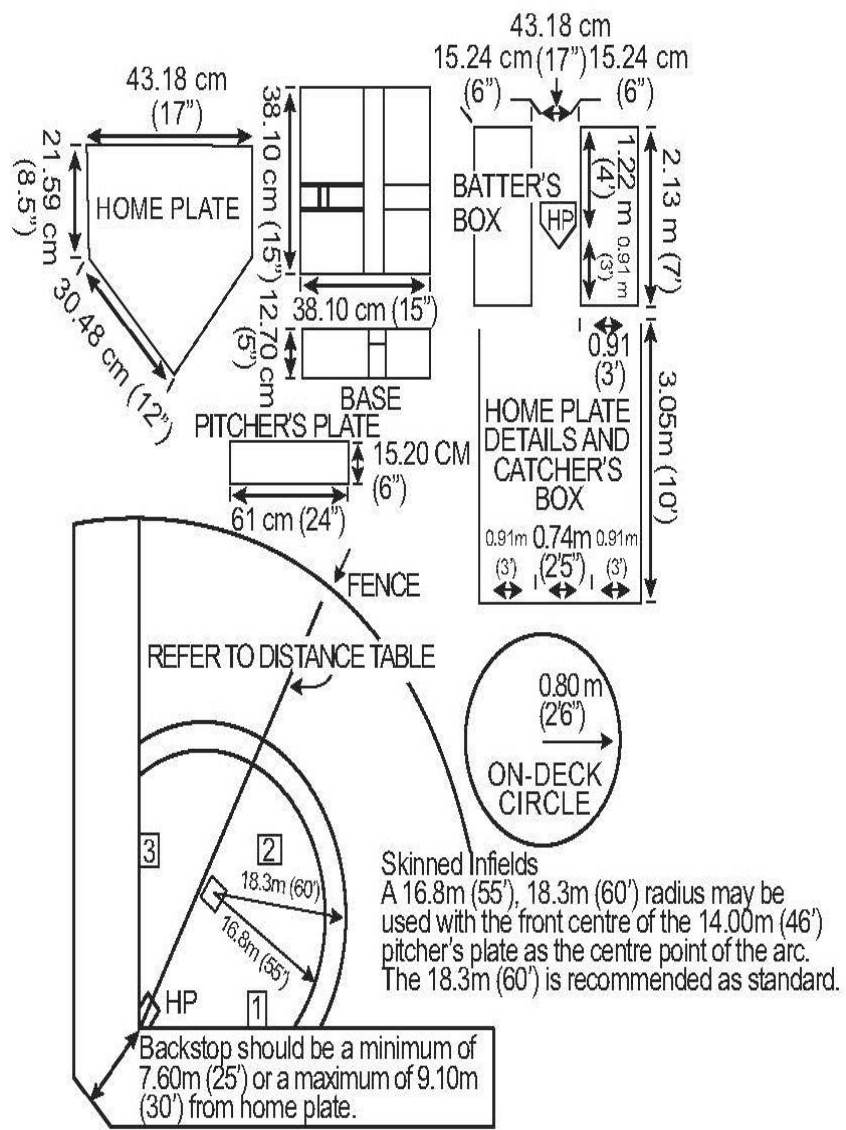 43.18 cm
(17”)
21.59 cm
(8.5”)
HOME PLATE
30.48 cm (12”)
38.10 cm (15”)
38.10 cm (15”)
12.70 cm
(5”)
BASE
PITCHER'S PLATE
15.20 CM
(6”)
61 cm (24”)
43.18 cm
15.24 cm (17”) 15.24 cm
(6”) (6”)
BATTER'S
BOX
HP
1.22 m
(4’)
0.91 m
(3’)
2.13 m (7’)
0.91
(3’)
3.05m (10’)
HOME PLATE
DETAILS AND
CATCHER'S
BOX
0.91m 0.74m 0.91m
(3’) (2'5”) (3’)
FENCE
REFER TO DISTANCE TABLE
0.80 m
(2'6”)
ON-DECK
CIRCLE
3
2
18.3m (60’)
16.8m (55’)
HP
1
Skinned Infields
A 16.8m (55’), 18.3m (60’) radius may be
used with the front centre of the 14.00m (46’)
pitcher's plate as the centre point of the arc.
The 18.3m (60’) is recommended as standard.
Backstop should be a minimum of
7.60m (25’) or a maximum of 9.10m
(30’) from home plate.